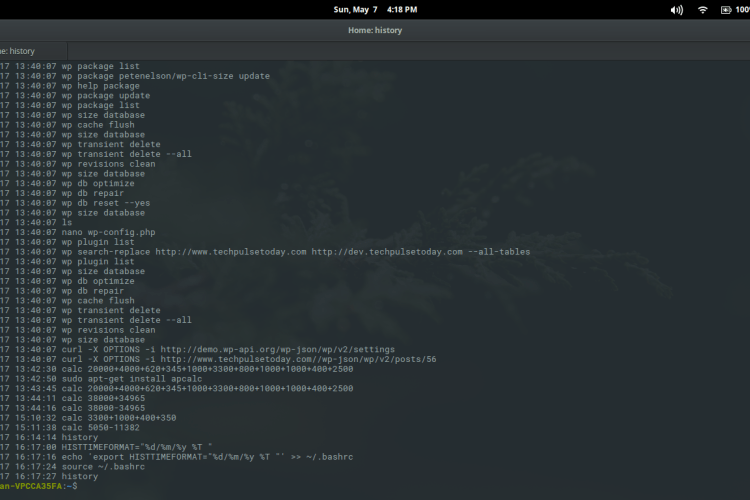 Sun, May 7 4:18 PM
100%
Home: history
e: history
17 13:40:07 wp package list
17 13:40:07 wp package petenelson/wp-cli-size update
17 13:40:07 wp help package
17 13:40:07 wp package update
17 13:40:07 wp package list
17 13:40:07 wp size database
17 13:40:07 wp cache flush
17 13:40:07 wp size database
17 13:40:07 wp transient delete
17 13:40:07 wp transient delete --all
17 13:40:07 wp revisions clean
17 13:40:07 wp size database
17 13:40:07 wp db optimize
17 13:40:07 wp db repair
17 13:40:07 wp db reset --yes
17 13:40:07 wp size database
17 13:40:07 ls
17 13:40:07 nano wp-config.php
17 13:40:07 wp plugin list
17 13:40:07 wp search-replace http://www.techpulsetoday.com http://dev.techpulsetoday.com --all-tables
17 13:40:07 wp plugin list
17 13:40:07 wp size database
17 13:40:07 wp db optimize
17 13:40:07 wp db repair
17 13:40:07 wp cache flush
17 13:40:07 wp transient delete
17 13:40:07 wp transient delete --all
17 13:40:07 wp revisions clean
17 13:40:07 wp size database
17 13:40:07 curl -X OPTIONS -i http://demo.wp-api.org/wp-json/wp/v2/settings
17 13:40:07 curl -X OPTIONS -i http://www.techpulsetoday.com//wp-json/wp/v2/posts/56
17 13:42:30 calc 20000+4000+620+345+1000+3300+800+1000+1000+400+2500
17 13:42:50 sudo apt-get install apcalc
17 13:43:45 calc 20000+4000+620+345+1000+3300+800+1000+1000+400+2500
17 13:44:11 calc 38000+34965
17 13:44:16 calc 38000-34965
17 15:10:32 calc 3300+1000+400+350
17 15:11:38 calc 5050-11382
17 16:14:14 history
17 16:17:00 HISTTIMEFORMAT="%d/%m/%y %T "
17 16:17:16 echo 'export HISTTIMEFORMAT="%d/%m/%y %T "' >> ~/.bashrc
17 16:17:24 source ~/.bashrc
17 16:17:27 history
an-VPCCA35FA:~$